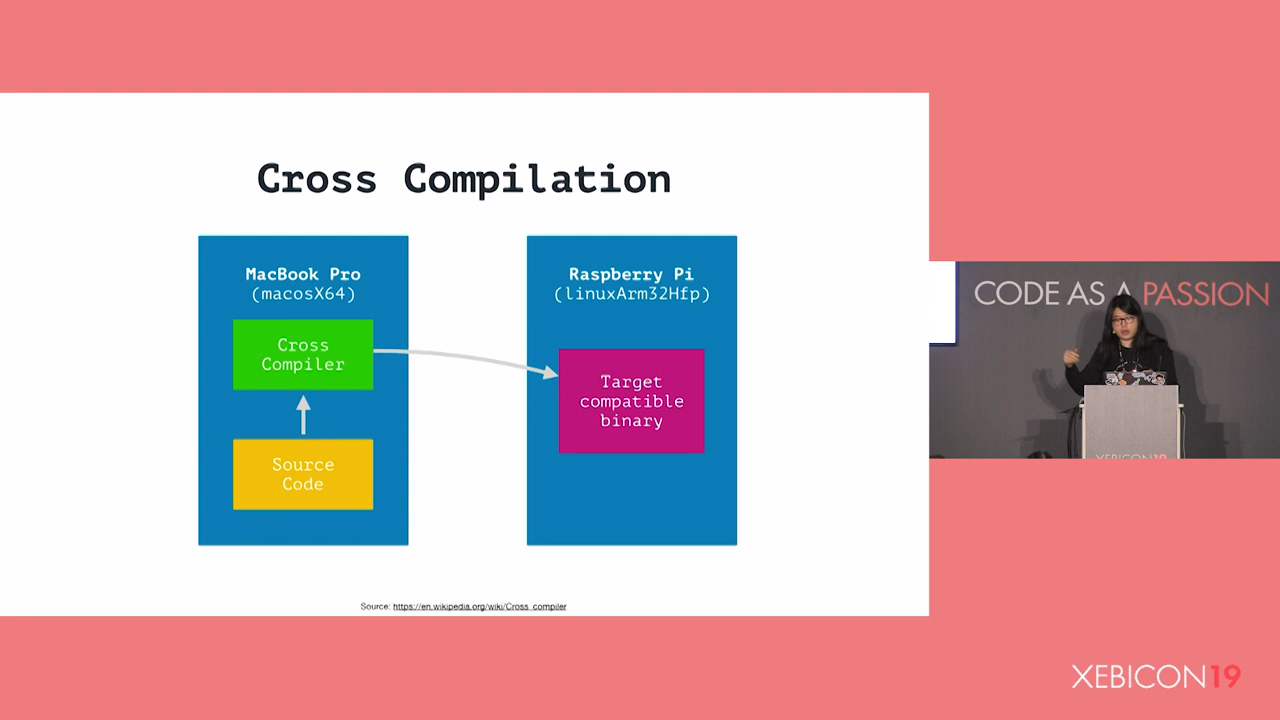 Cross Compilation
MacBook Pro
(macosX64)
Cross
Compiler
Source
Code
Raspberry Pi
(linuxArm32Hfp)
Target
compatible
binary
Source: https://en.wikipedia.org/wiki/Cross_compiler
CODE AS A PASSION
XEBICON19
XEBICON19